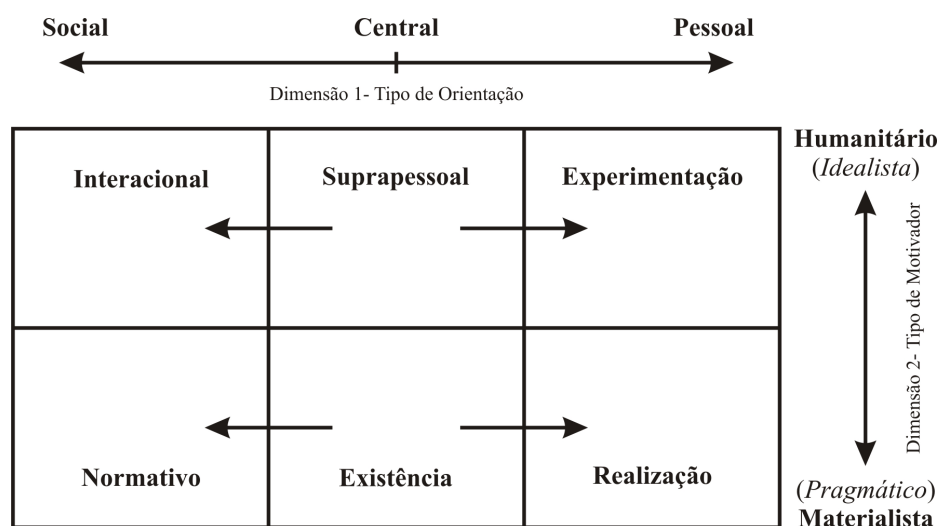 Social Central Pessoal
Dimensão 1- Tipo de Orientação
Interacional Suprapessoal Experimentação
Humanitário
(Idealista)
Dimensão 2- Tipo de Motivador
Normativo Existência Realização
(Pragmático)
Materialista